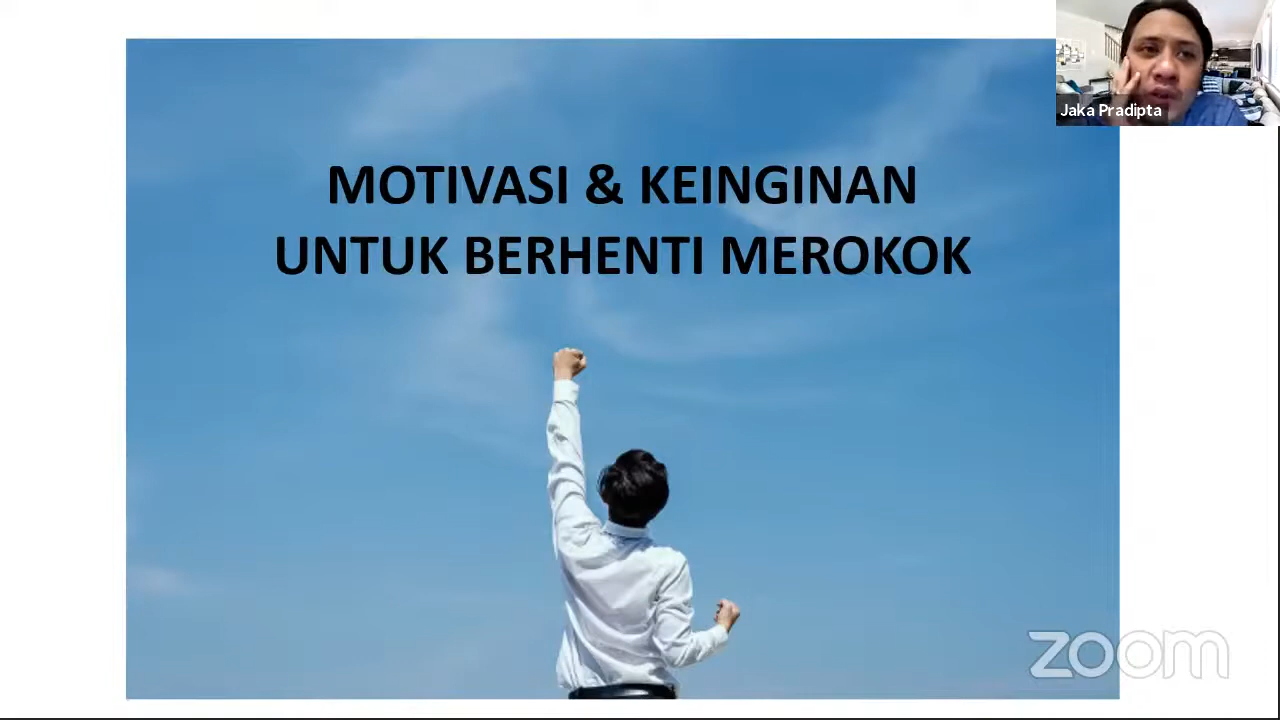 MOTIVASI & KEINGINAN
UNTUK BERHENTI MEROKOK
Jaka Pradipta
zoom